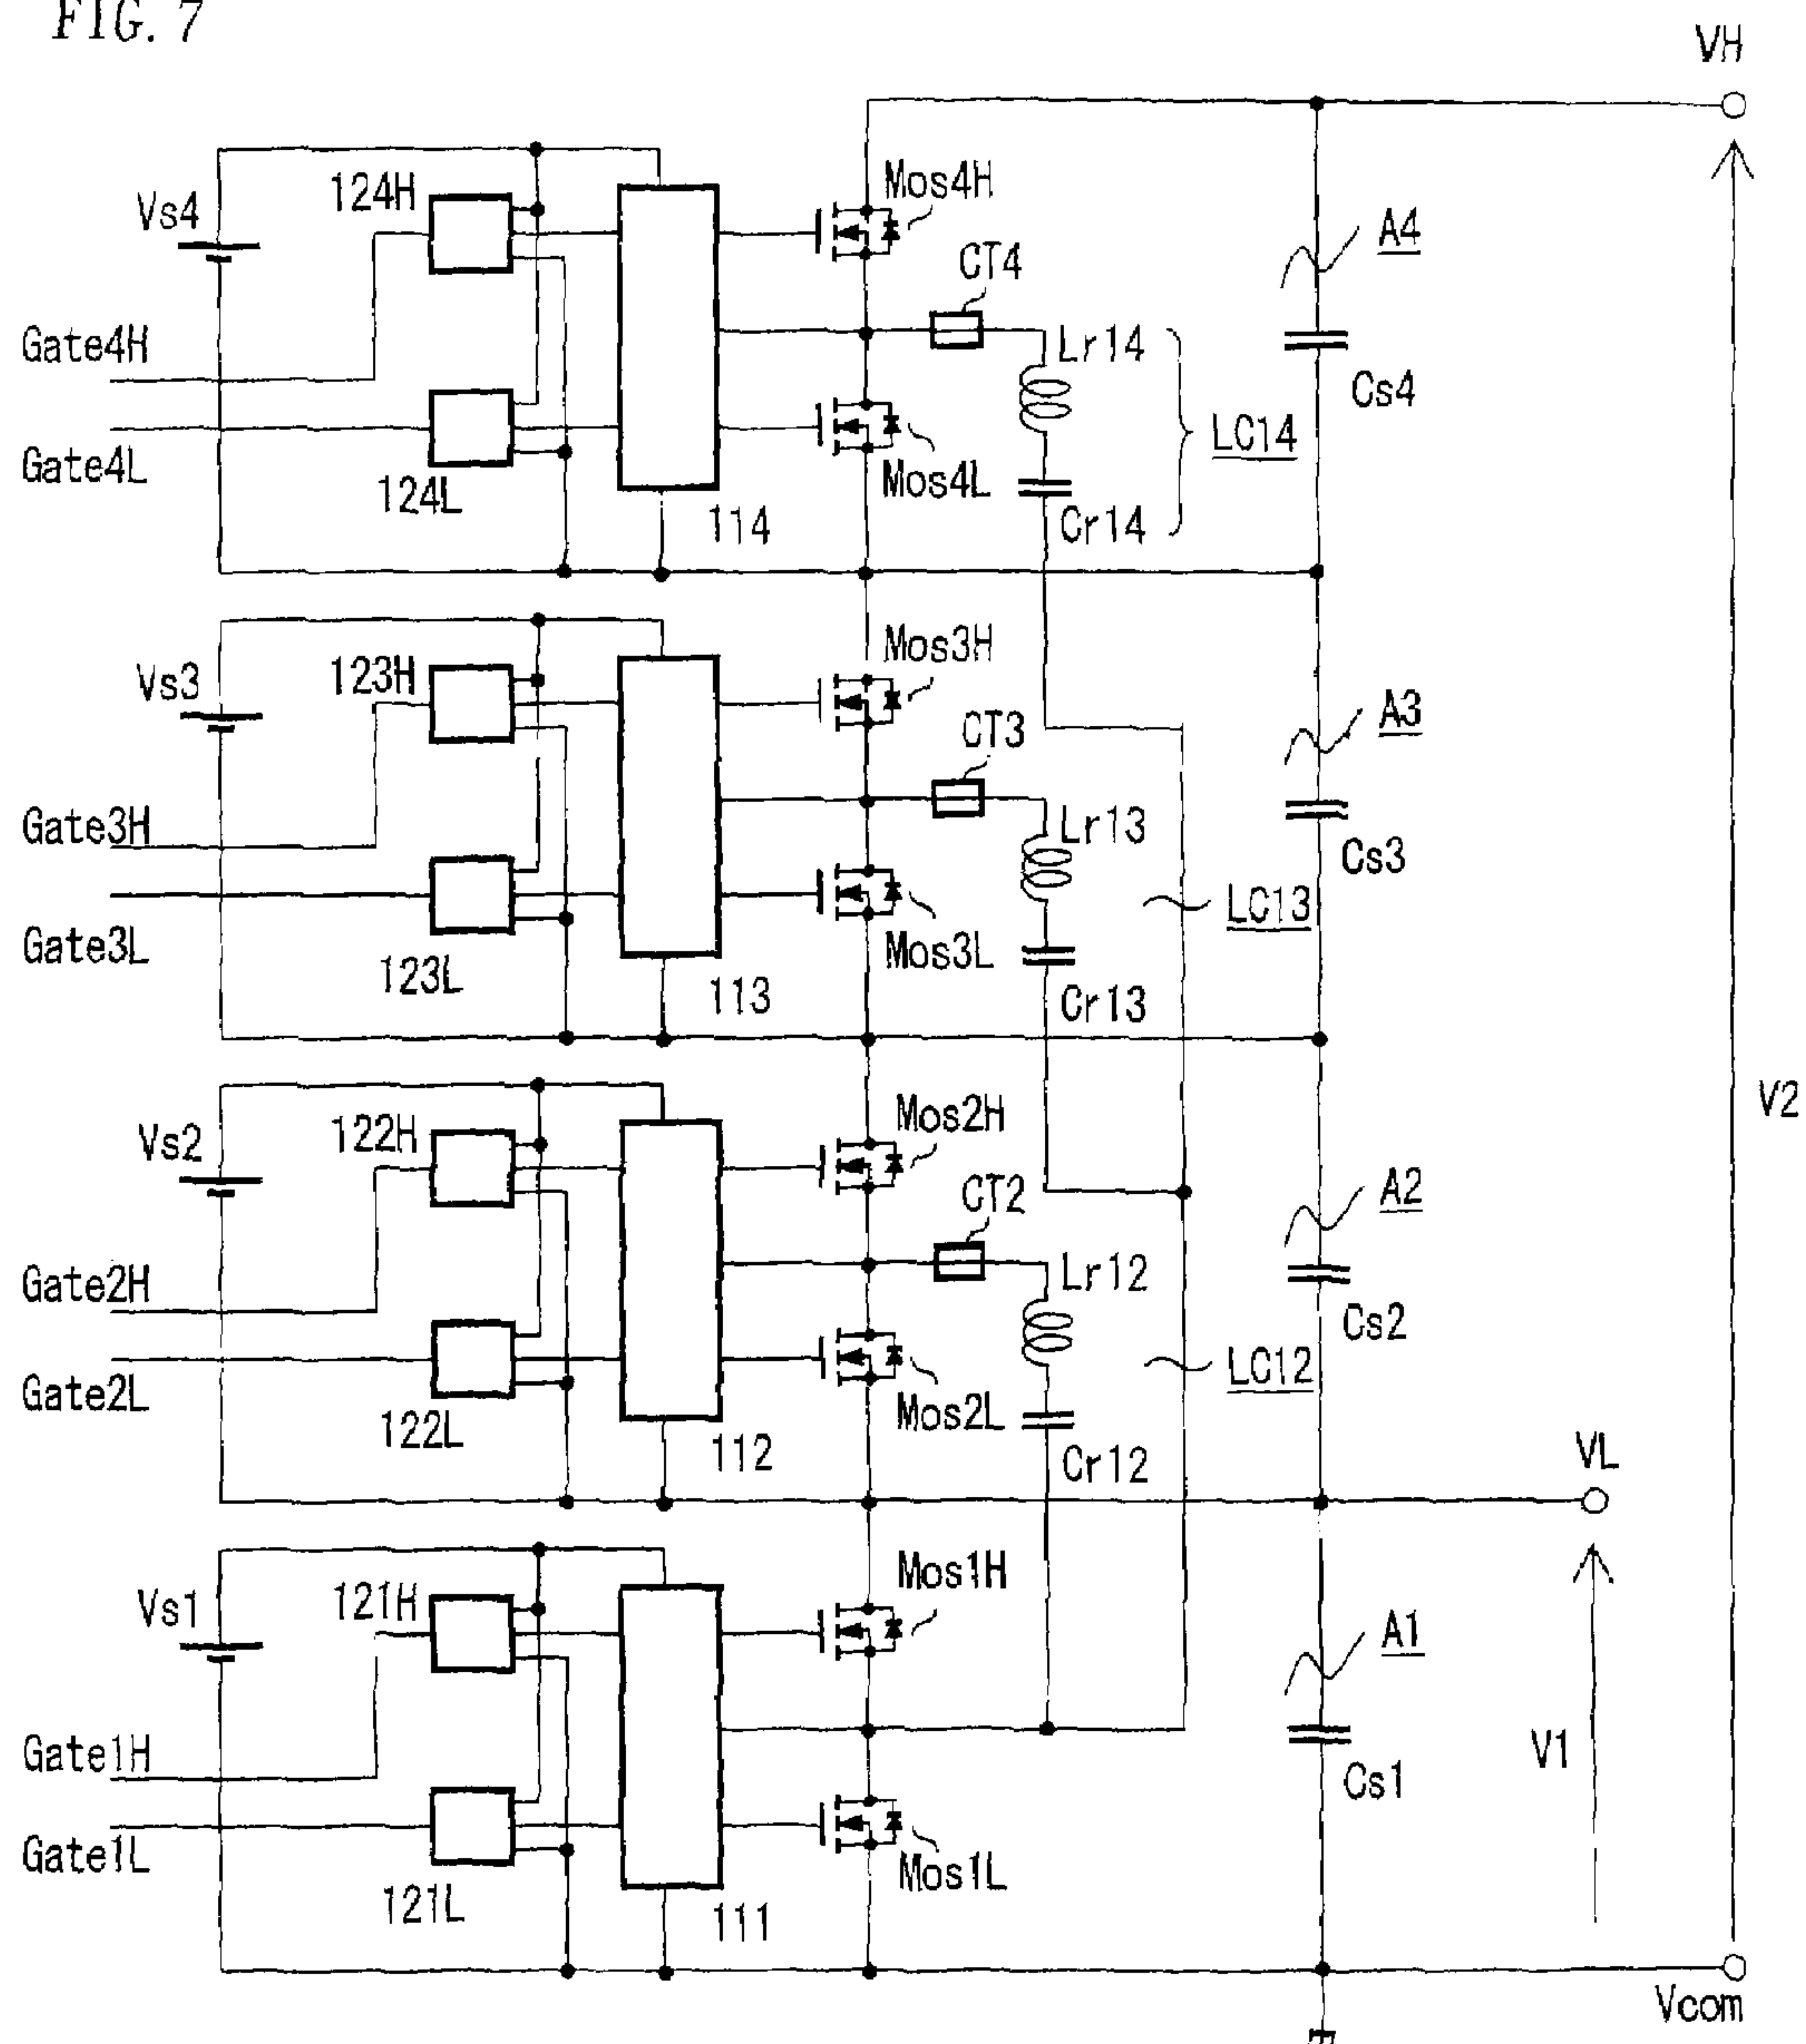 FIG. 7
VH
Mos4H
124H
Vs4
A4
CT4
Gate4H
Lr14
Cs4
LC14
Gate4L
124L
Mos4L
114
Cr14
Mos3H
123H
Vs3
A3
CT3
Gate3H
Lr13
Cs3
LC13
Gate3L
123L
Mos3L
113
Cr13
V2
Mos2H
122H
Vs2
A2
CT2
Gate2H
Lr12
Cs2
LC12
Gate2L
122L
Mos2L
112
Cr12
VL
Mos1H
121H
Vs1
A1
Gate1H
V1
Cs1
Gate1L
121L
Mos1L
111
Vcom